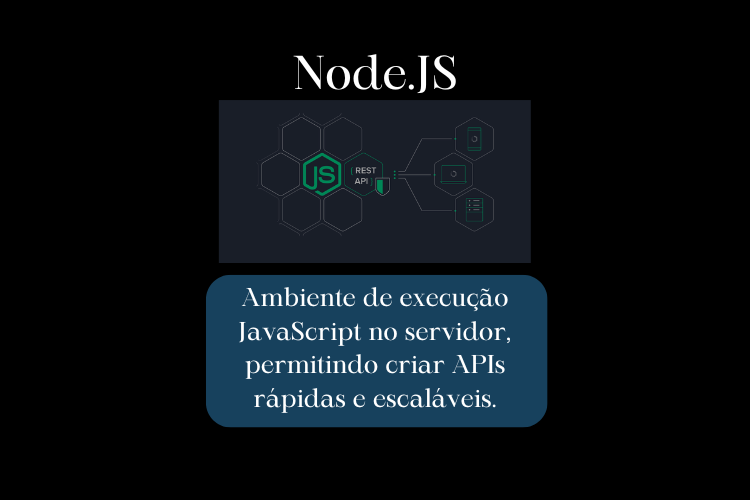 Node.JS
JS
{ REST
API }
Ambiente de execução
JavaScript no servidor,
permitindo criar APIs
rápidas e escaláveis.